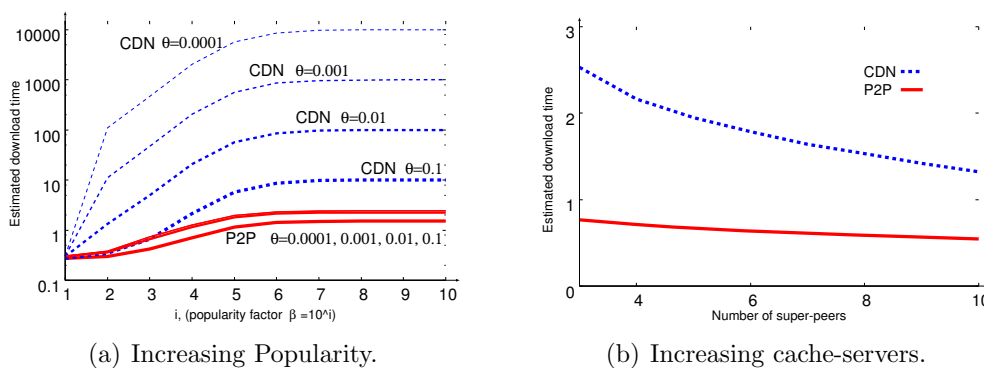 Estimated download time
10000
1000
100
10
1
0.1
CDN θ=0.0001
CDN θ=0.001
CDN θ=0.01
CDN θ=0.1
P2P θ=0.0001, 0.001, 0.01, 0.1
1 2 3 4 5 6 7 8 9 10
i, (popularity factor β =10^i)
(a) Increasing Popularity.
Estimated download time
3
2
1
0
CDN
P2P
4 6 8 10
Number of super-peers
(b) Increasing cache-servers.